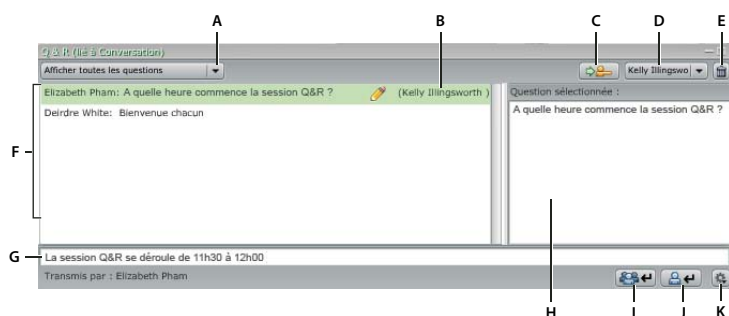 A B C D E
Q & R (lié à Conversation)
Afficher toutes les questions Kelly Illingswo
Elizabeth Pham: A quelle heure commence la session Q&R ? (Kelly Illingsworth )
Question sélectionnée :
Deirdre White: Bienvenue chacun
A quelle heure commence la session Q&R ?
F
G La session Q&R se déroule de 11h30 à 12h00
Transmis par : Elizabeth Pham
H I J K